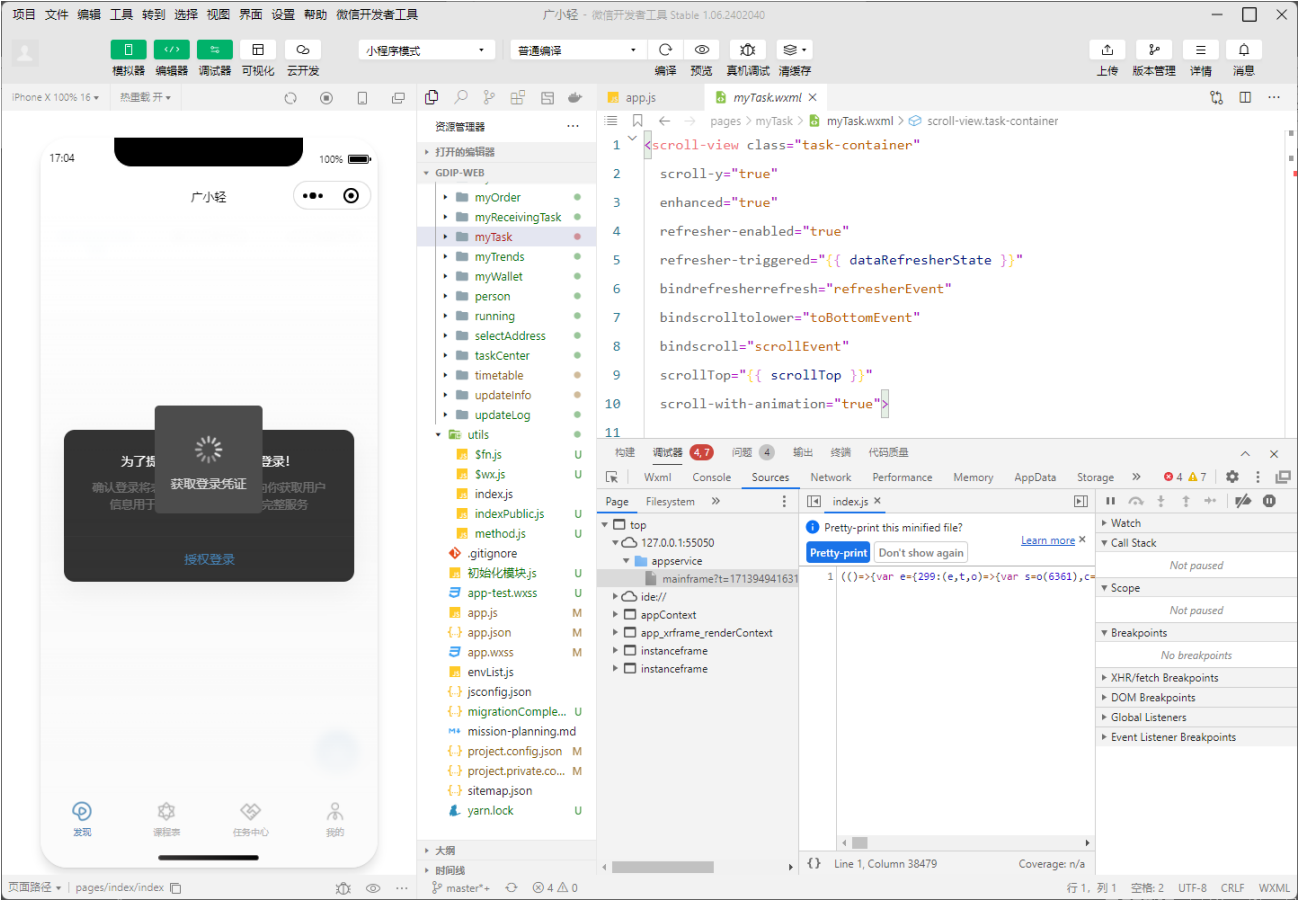 项目 文件 编辑 工具 转到 选择 视图 界面 设置 帮助 微信开发者工具
广小轻 - 微信开发者工具 Stable 1.06.2402040
模拟器 编辑器 调试器 可视化 云开发
小程序模式
普通编译
编译 预览 真机调试 清缓存
上传 版本管理 详情 消息
iPhone X 100% 16
热重载 开
17:04
100%
广小轻
获取登录凭证
授权登录
发现 课程表 任务中心 我的
页面路径 pages/index/index
资源管理器
打开的编辑器
GDIP-WEB
myOrder
myReceivingTask
myTask
myTrends
myWallet
person
running
selectAddress
taskCenter
timetable
updateInfo
updateLog
utils
$fn.js U
$wx.js U
index.js
indexPublic.js U
method.js U
.gitignore
初始化模块.js U
app-test.wxss U
app.js M
app.json M
app.wxss M
envList.js
jsconfig.json
migrationComple... U
mission-planning.md
project.config.json M
project.private.co... M
sitemap.json
yarn.lock U
大纲
时间线
master*+
4 0
app.js
myTask.wxml
pages > myTask > myTask.wxml > scroll-view.task-container
1 <scroll-view class="task-container"
2 scroll-y="true"
3 enhanced="true"
4 refresher-enabled="true"
5 refresher-triggered="{{ dataRefresherState }}"
6 bindrefresherrefresh="refresherEvent"
7 bindscrolltolower="toBottomEvent"
8 bindscroll="scrollEvent"
9 scrollTop="{{ scrollTop }}"
10 scroll-with-animation="true">
11
构建 调试器 4, 7 问题 4 输出 终端 代码质量
Wxml Console Sources Network Performance Memory AppData Storage
4 7
Page Filesystem
top
127.0.0.1:55050
appservice
mainframe?t=171394941631
ide://
appContext
app_xrframe_renderContext
instanceframe
instanceframe
index.js
Pretty-print this minified file?
Learn more
Pretty-print
Don't show again
1 (()=>{var e={299:(e,t,o)=>{var s=o(6361),c=
{} Line 1, Column 38479
Coverage: n/a
Watch
Call Stack
Not paused
Scope
Not paused
Breakpoints
No breakpoints
XHR/fetch Breakpoints
DOM Breakpoints
Global Listeners
Event Listener Breakpoints
行 1，列 1 空格: 2 UTF-8 CRLF WXML